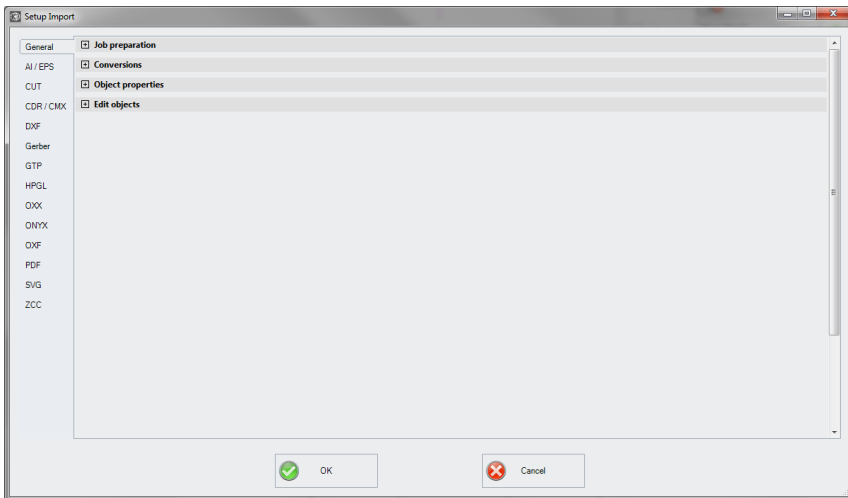 Setup Import
General
AI / EPS
CUT
CDR / CMX
DXF
Gerber
GTP
HPGL
OXX
ONYX
OXF
PDF
SVG
ZCC
Job preparation
Conversions
Object properties
Edit objects
OK
Cancel